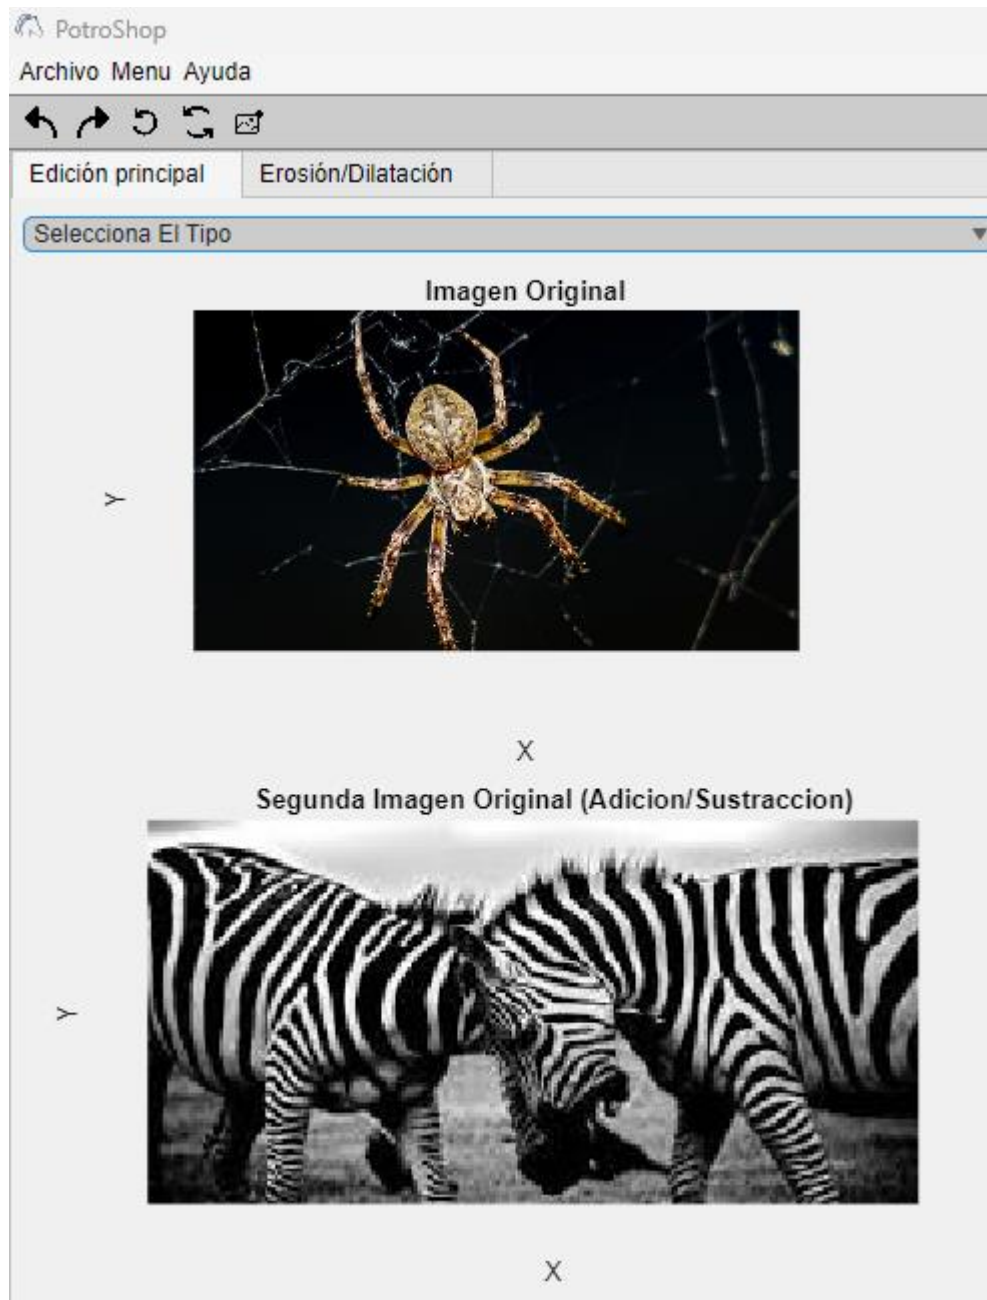 PotroShop
Archivo Menu Ayuda
Edición principal Erosión/Dilatación
Selecciona El Tipo
Imagen Original
Y
X
Segunda Imagen Original (Adicion/Sustraccion)
Y
X